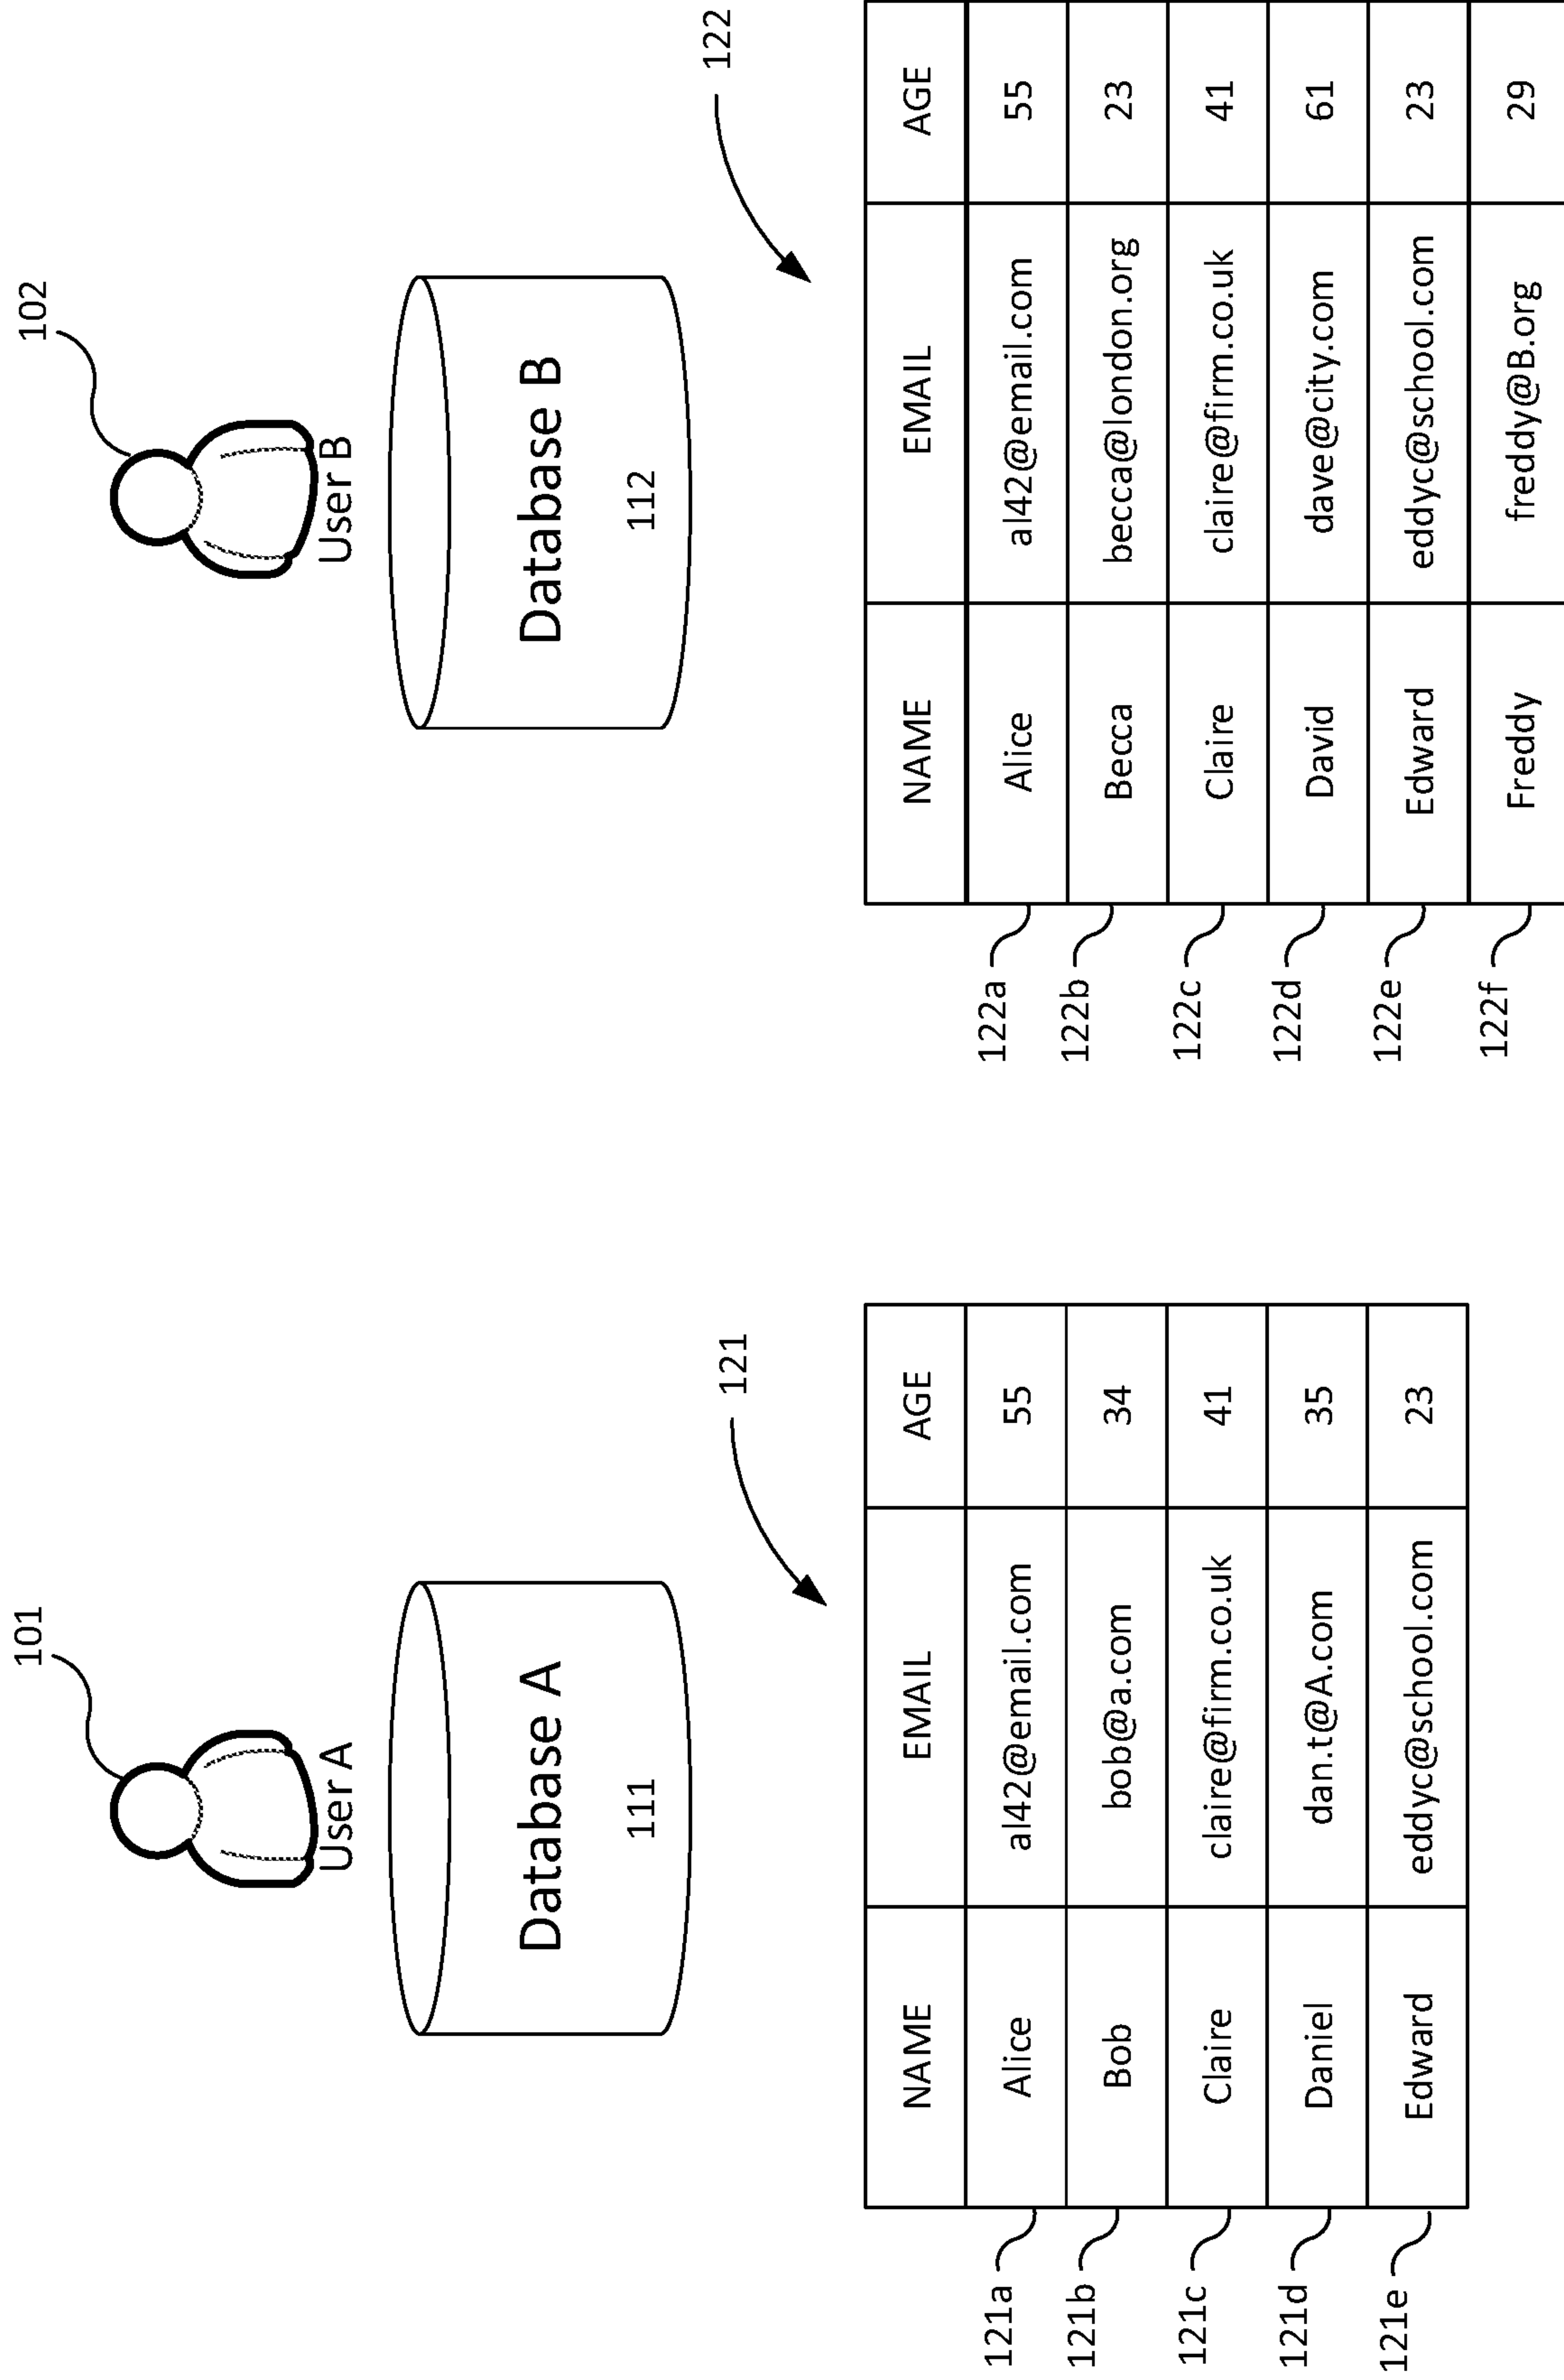 101
User A
Database A
111
121
NAME EMAIL AGE
121a Alice al42@email.com 55
121b Bob bob@a.com 34
121c Claire claire@firm.co.uk 41
121d Daniel dan.t@A.com 35
121e Edward eddyc@school.com 23
102
User B
Database B
112
122
NAME EMAIL AGE
122a Alice al42@email.com 55
122b Becca becca@london.org 23
122c Claire claire@firm.co.uk 41
122d David dave@city.com 61
122e Edward eddyc@school.com 23
122f Freddy freddy@B.org 29